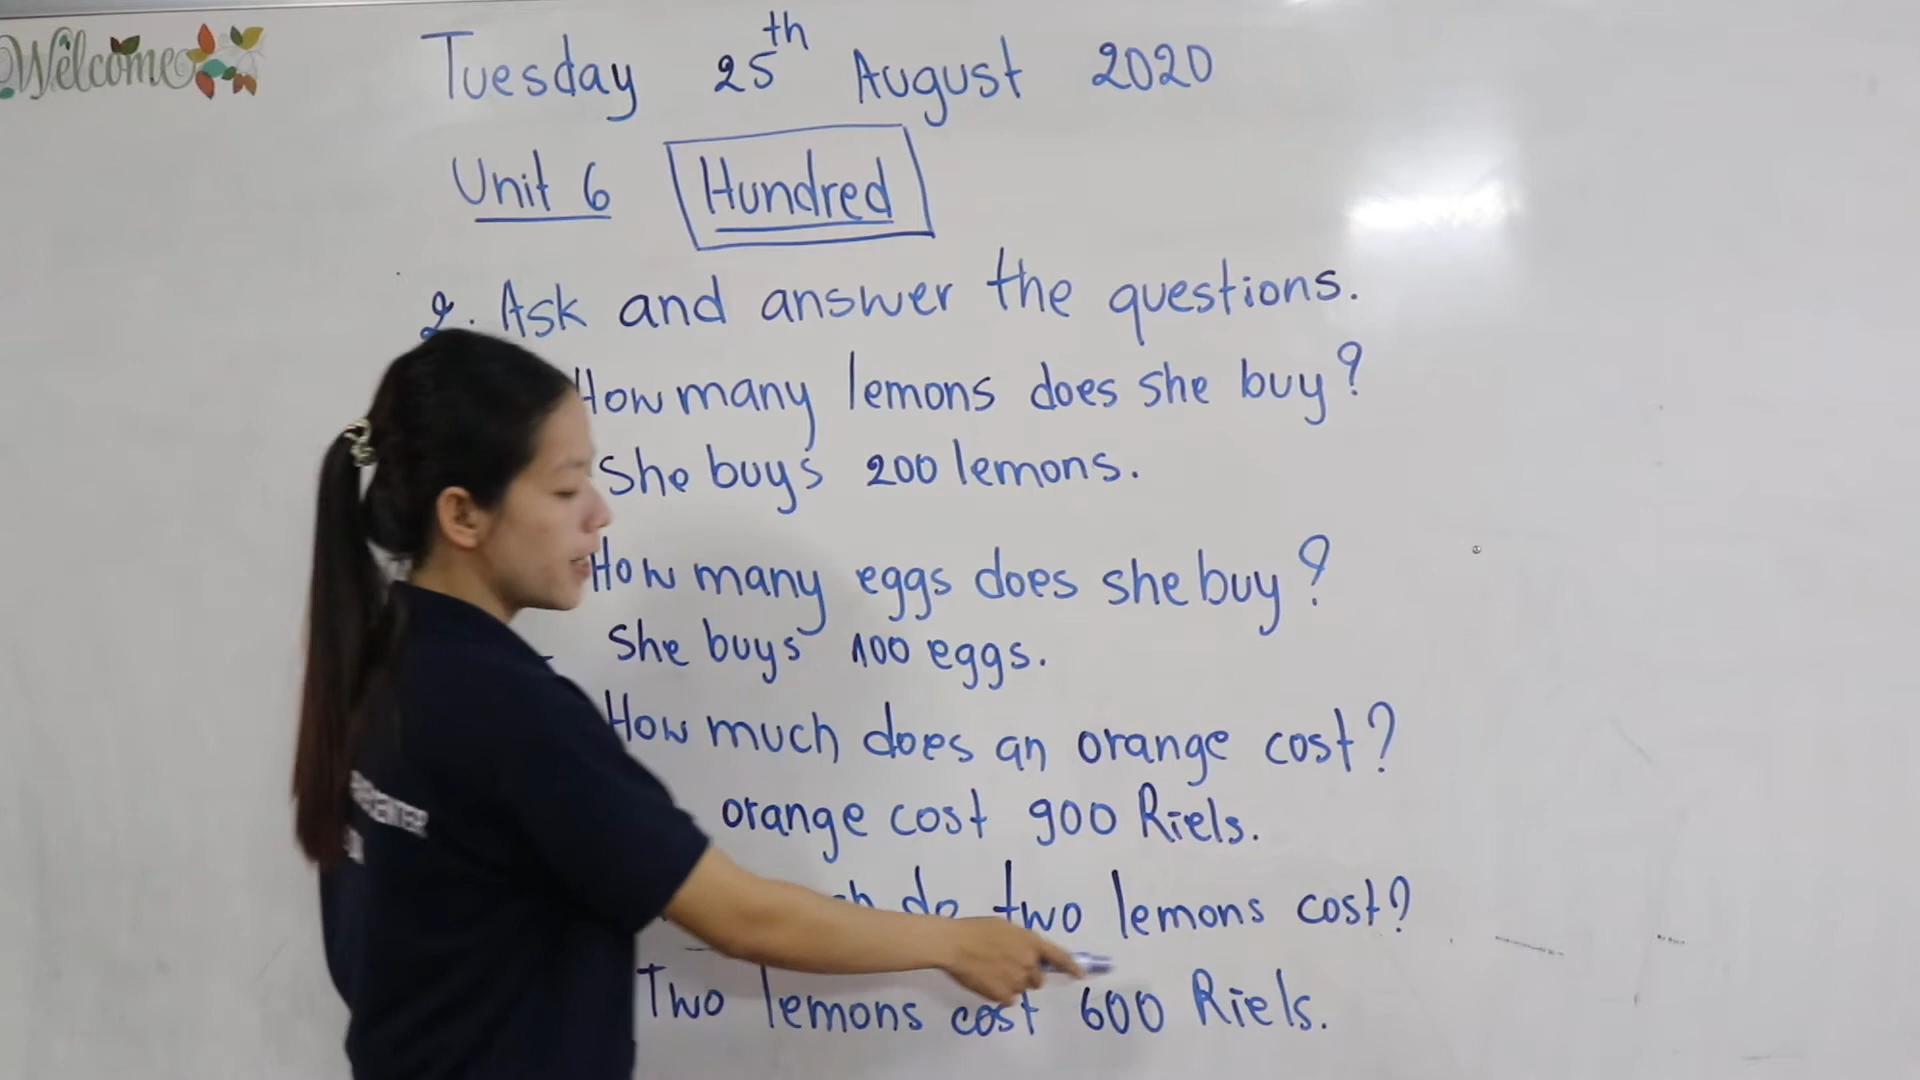 Welcome
Tuesday 25th August 2020
Unit 6 Hundred
2. Ask and answer the questions.
How many lemons does she buy?
She buys 200 lemons.
How many eggs does she buy?
She buys 100 eggs.
How much does an orange cost?
orange cost 900 Riels.
do two lemons cost?
Two lemons cost 600 Riels.